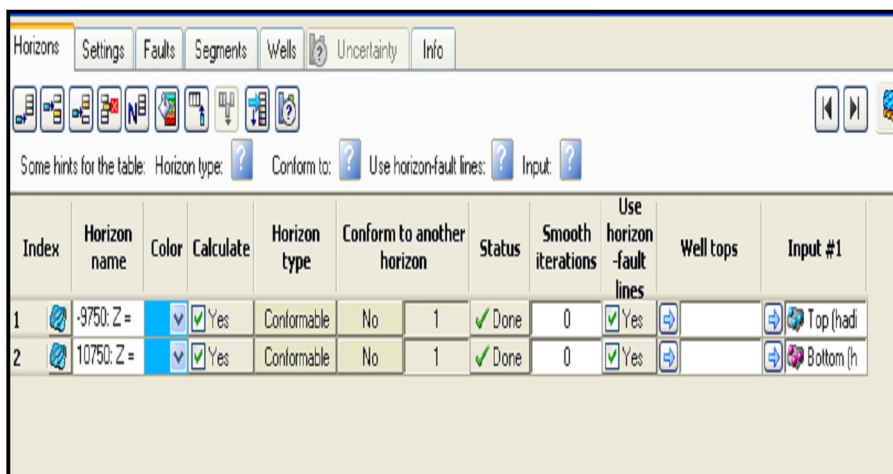 Horizons Settings Faults Segments Wells Uncertainty Info
Some hints for the table: Horizon type: Conform to: Use horizon-fault lines: Input:
Index Horizon name Color Calculate Horizon type Conform to another horizon Status Smooth iterations Use horizon -fault lines Well tops Input #1
1 -9750: Z = Yes Conformable No 1 Done 0 Yes Top (hadi
2 10750: Z = Yes Conformable No 1 Done 0 Yes Bottom (h